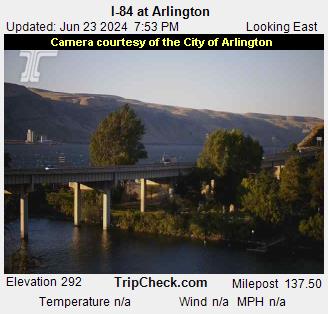 I-84 at Arlington
Updated: Jun 23 2024 7:53 PM Looking East
Camera courtesy of the City of Arlington
Elevation 292 TripCheck.com Milepost 137.50
Temperature n/a Wind n/a MPH n/a